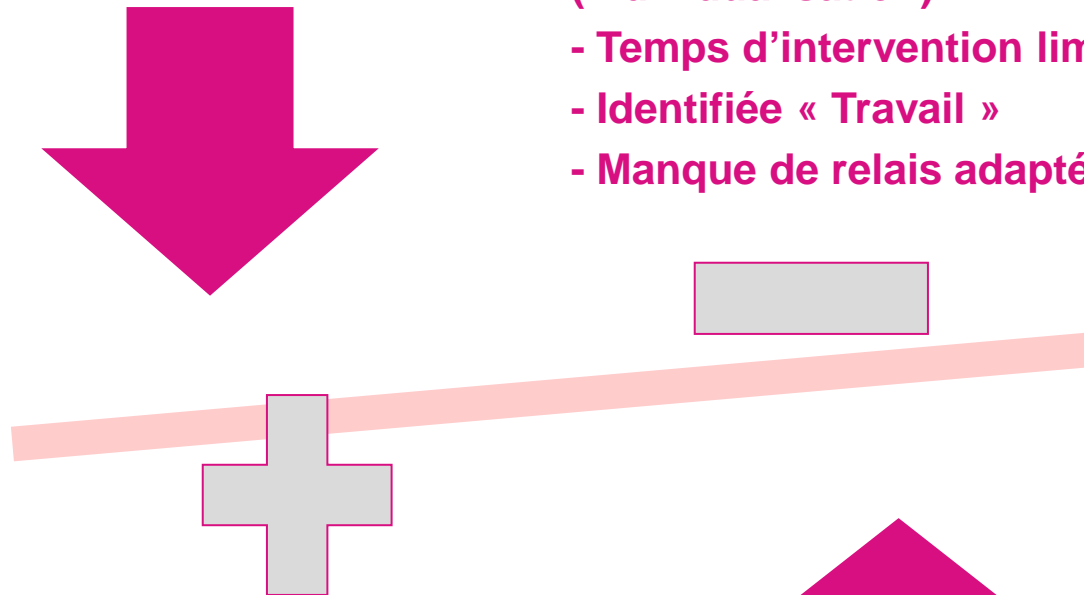 - Temps d’intervention lim
- Identifiée « Travail »
- Manque de relais adapté